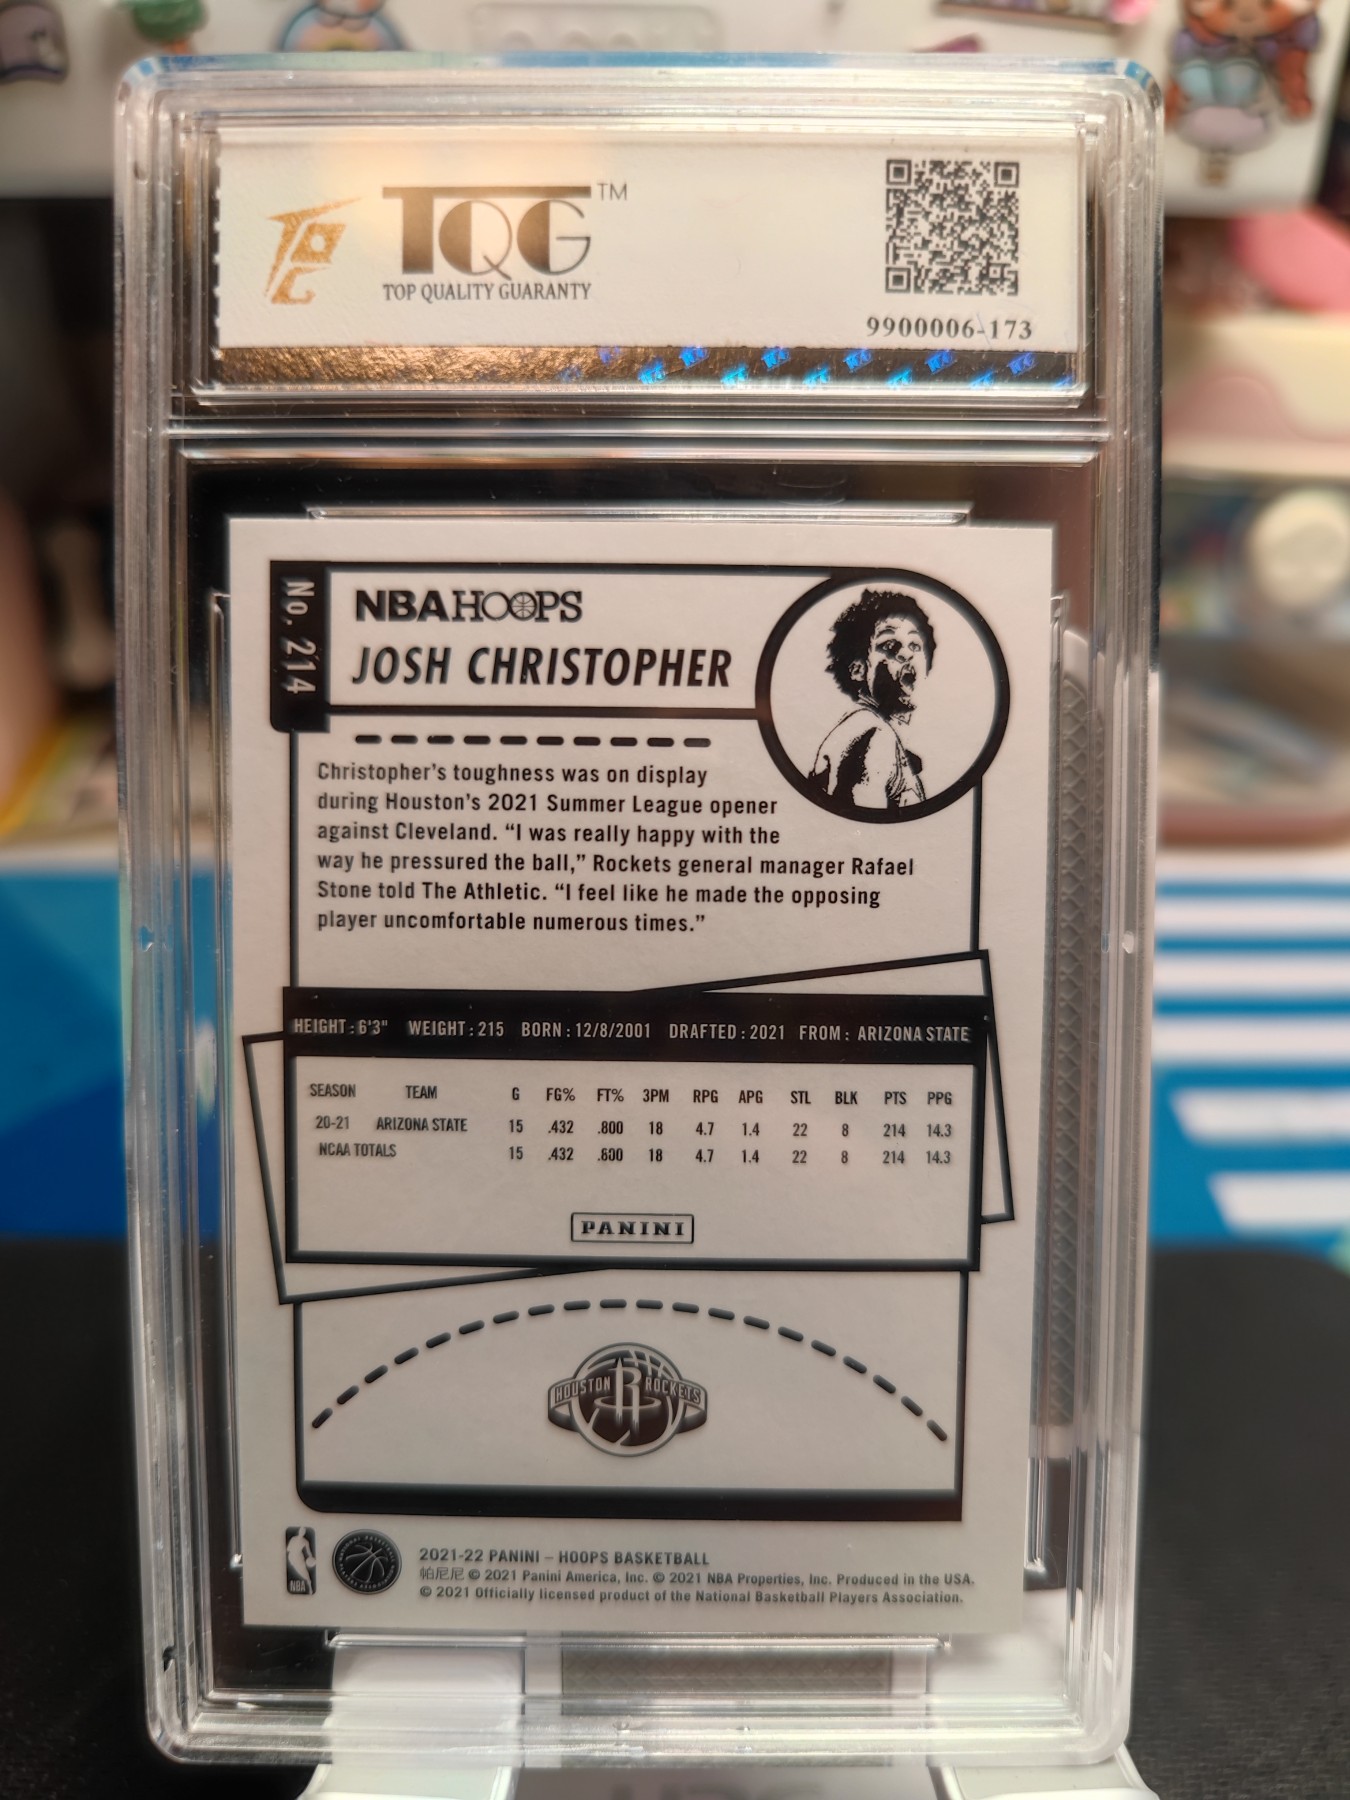 TQG™
TOP QUALITY GUARANTY
9900006-173
No. 214
NBA HOOPS
JOSH CHRISTOPHER
Christopher's toughness was on display
during Houston's 2021 Summer League opener
against Cleveland. “I was really happy with the
way he pressured the ball,” Rockets general manager Rafael
Stone told The Athletic. “I feel like he made the opposing
player uncomfortable numerous times.”
HEIGHT : 6'3" WEIGHT : 215 BORN : 12/8/2001 DRAFTED : 2021 FROM : ARIZONA STATE
SEASON TEAM G FG% FT% 3PM RPG APG STL BLK PTS PPG
20-21 ARIZONA STATE 15 .432 .800 18 4.7 1.4 22 8 214 14.3
NCAA TOTALS 15 .432 .800 18 4.7 1.4 22 8 214 14.3
PANINI
HOUSTON R ROCKETS
NBA
2021-22 PANINI – HOOPS BASKETBALL
帕尼尼 © 2021 Panini America, Inc. © 2021 NBA Properties, Inc. Produced in the USA.
© 2021 Officially licensed product of the National Basketball Players Association.